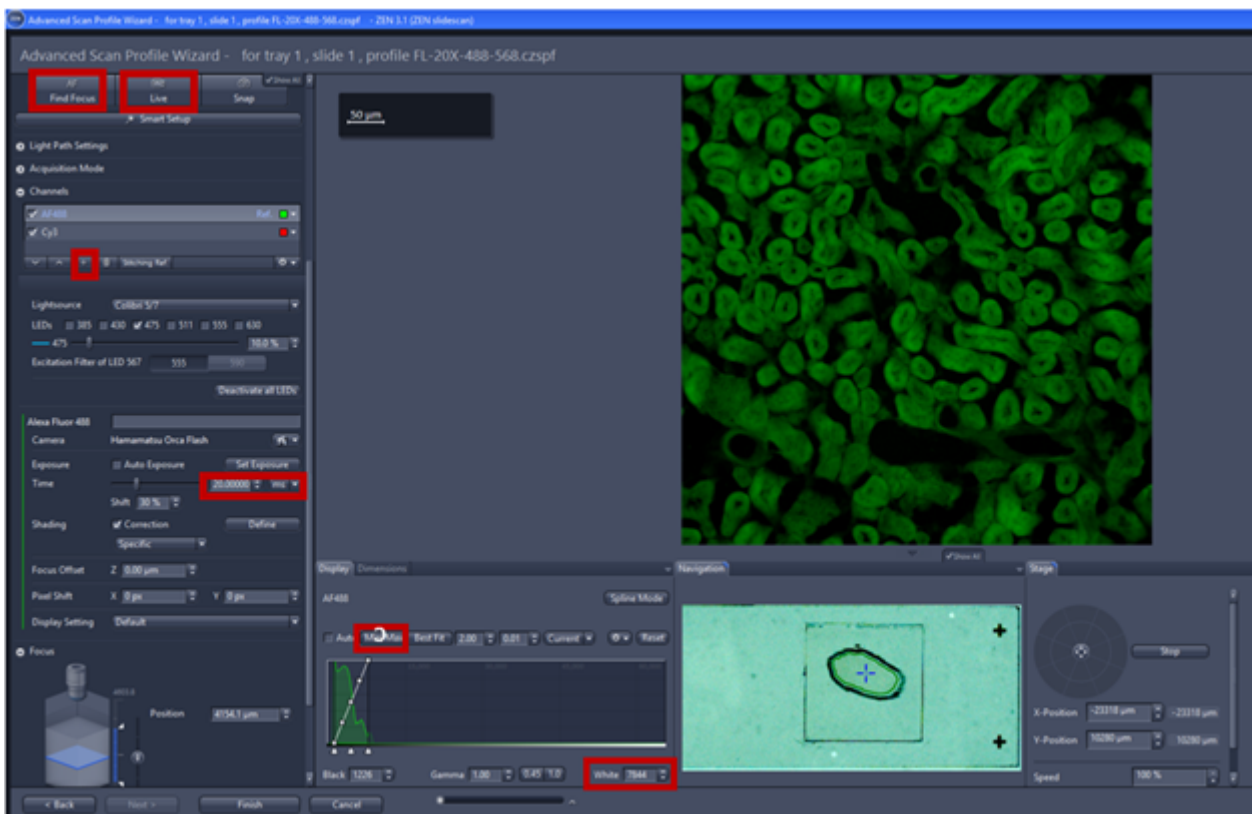 Advanced Scan Profile Wizard - for tray 1 , slide 1 , profile FL-20X-488-568.czspf - ZEN 3.1 (ZEN slidescan)
Advanced Scan Profile Wizard - for tray 1 , slide 1 , profile FL-20X-488-568.czspf
AF Live Show All
Find Focus Live Snap
Smart Setup
50 µm
Light Path Settings
Acquisition Mode
Channels
AF488 Ref.
Cy3
Stitching Ref
Lightsource Colibri 5/7
LEDs 385 430 475 511 555 630
475 10.0 %
Excitation Filter of LED 567 555 590
Deactivate all LEDs
Alexa Fluor 488
Camera Hamamatsu Orca Flash
Exposure Auto Exposure Set Exposure
Time 20.00000 ms
Shift 30 %
Shading Correction Define
Specific
Focus Offset Z 0.00 µm
Pixel Shift X 0 px Y 0 px
Display Setting Default
Focus
Position 4154.1 µm
Show All
Display Dimensions
AF488 Spline Mode
Auto Best Fit 2.00 0.01 Current Reset
Black 1226 Gamma 1.00 0.45 1.0 White 7844
Navigation
Stage
Stop
X-Position -23318 µm -23318 µm
Y-Position 10280 µm 10280 µm
Speed 100 %
< Back Next > Finish Cancel